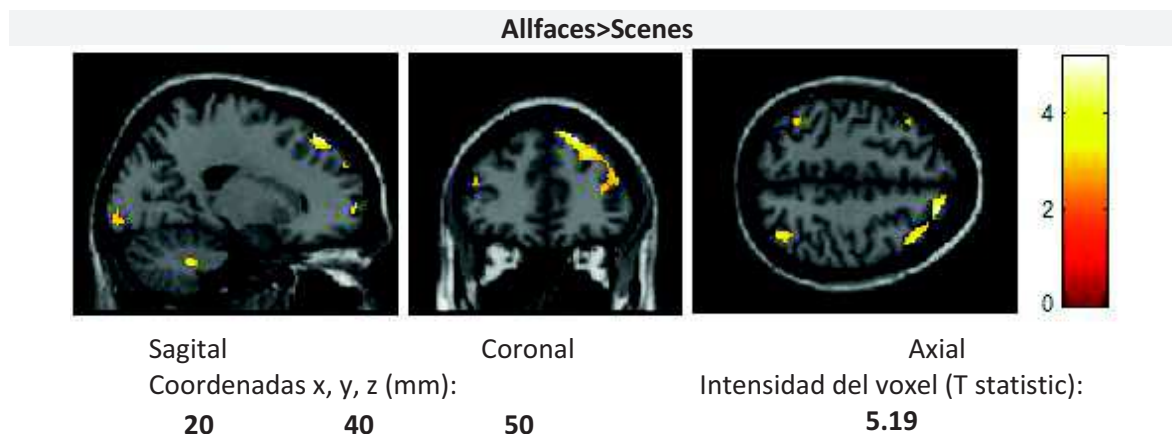 Allfaces>Scenes
4
2
0
Sagital Coronal Axial
Coordenadas x, y, z (mm): Intensidad del voxel (T statistic):
20 40 50 5.19